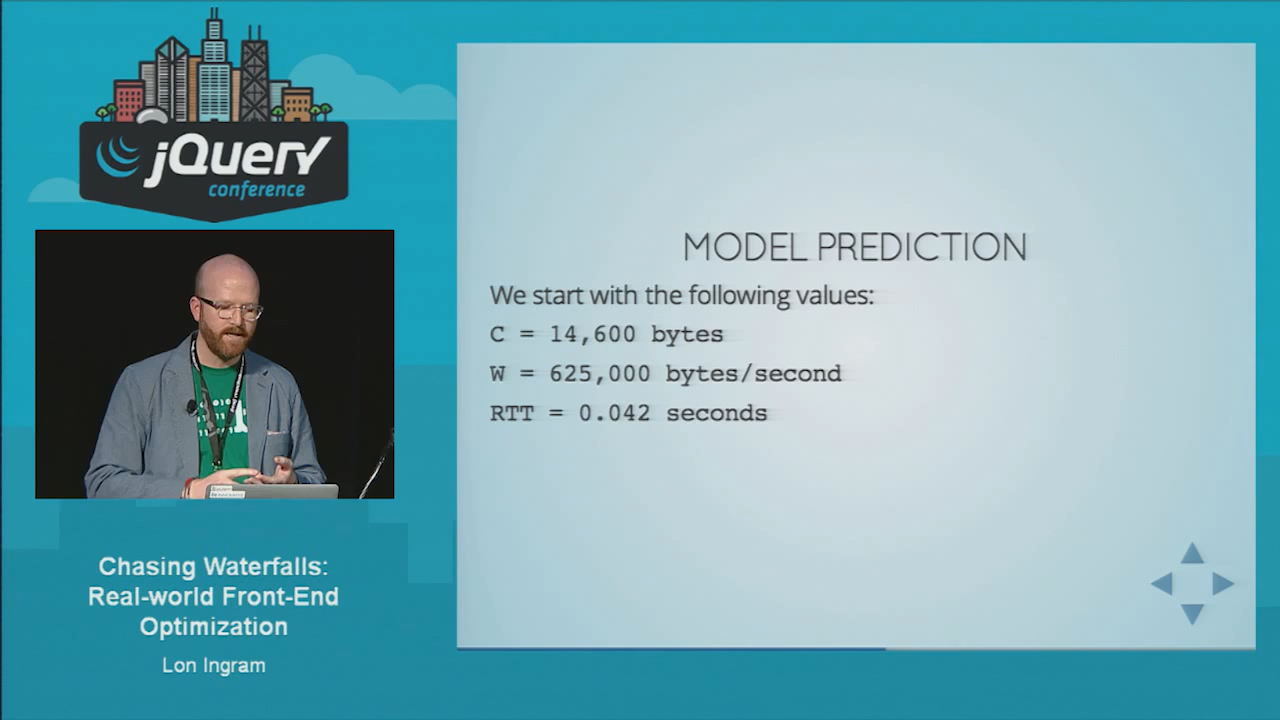 jQuery
conference
MODEL PREDICTION
We start with the following values:
C = 14,600 bytes
W = 625,000 bytes/second
RTT = 0.042 seconds
Chasing Waterfalls:
Real-world Front-End
Optimization
Lon Ingram